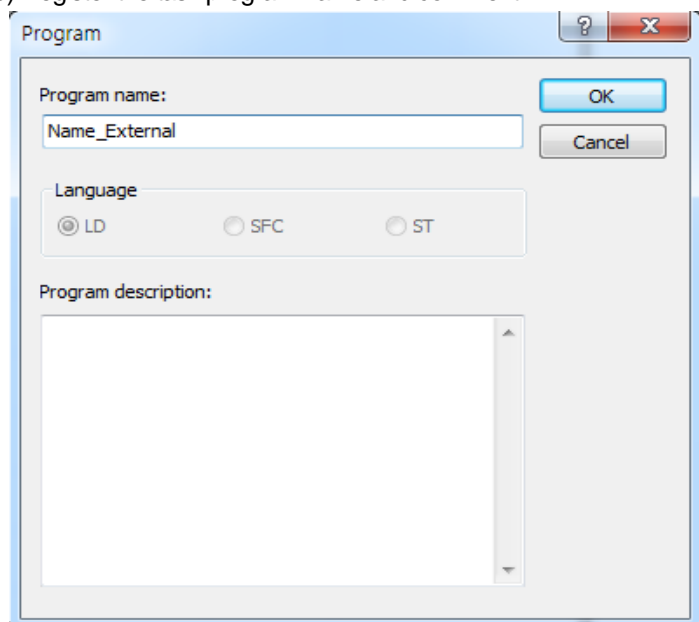 Program
Program name:
OK
Name_External
Cancel
Language
LD SFC ST
Program description: